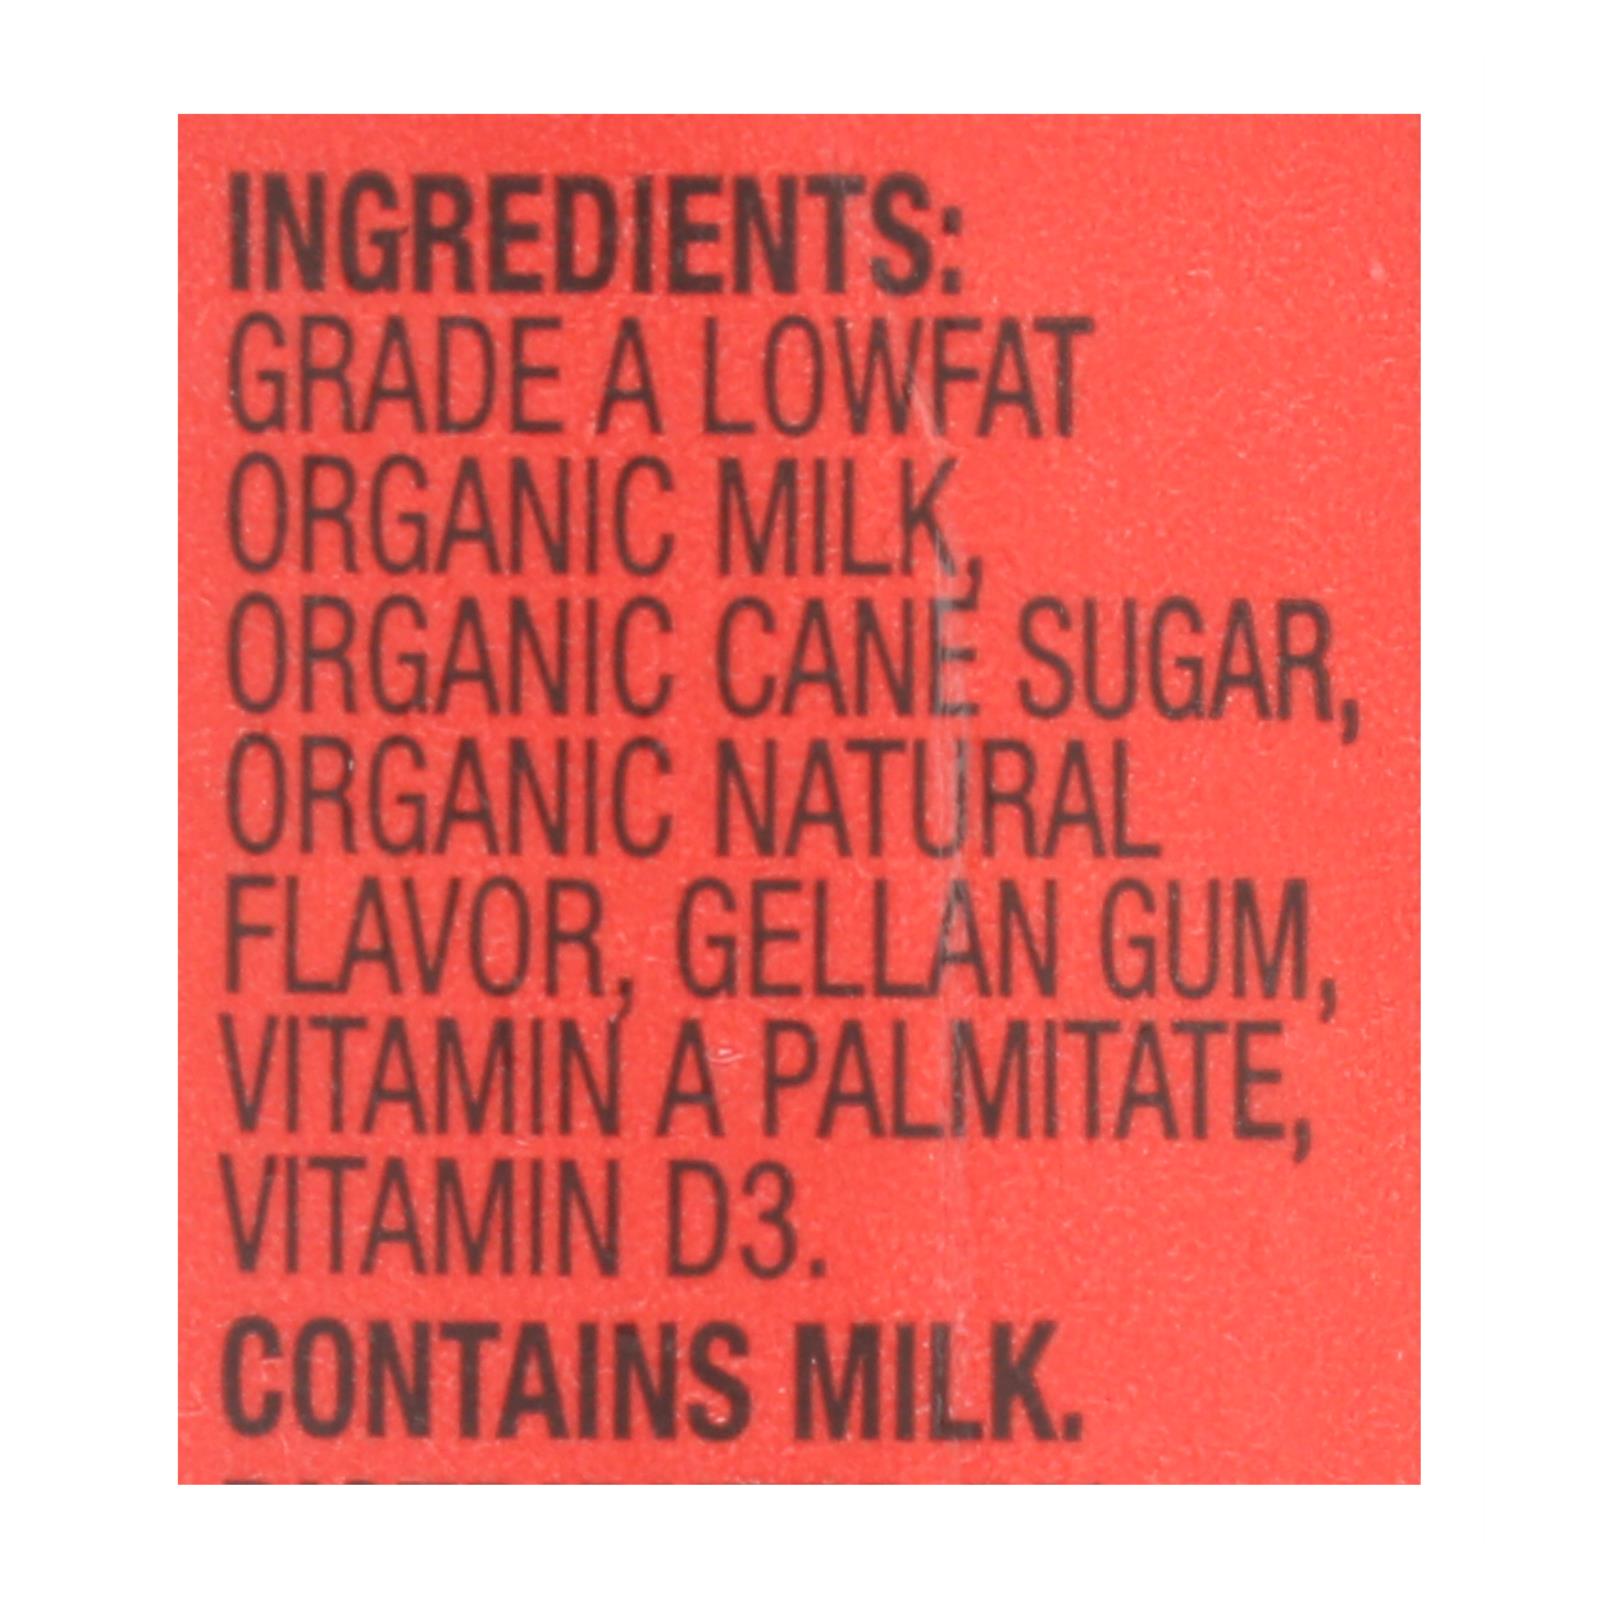 INGREDIENTS:
GRADE A LOWFAT
ORGANIC MILK,
ORGANIC CANE SUGAR,
ORGANIC NATURAL
FLAVOR, GELLAN GUM,
VITAMIN A PALMITATE,
VITAMIN D3.
CONTAINS MILK.